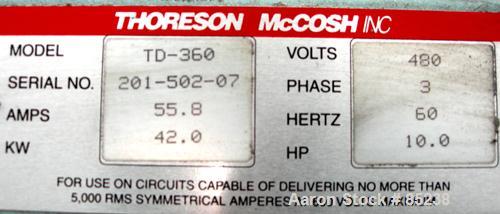 THORESON McCOSH INC
MODEL TD-360 VOLTS 480
SERIAL NO. 201-502-07 PHASE 3
AMPS 55.8 HERTZ 60
KW 42.0 HP 10.0
FOR USE ON CIRCUITS CAPABLE OF DELIVERING NO MORE THAN
5,000 RMS SYMMETRICAL AMPERES
Aaron Stock # 85238